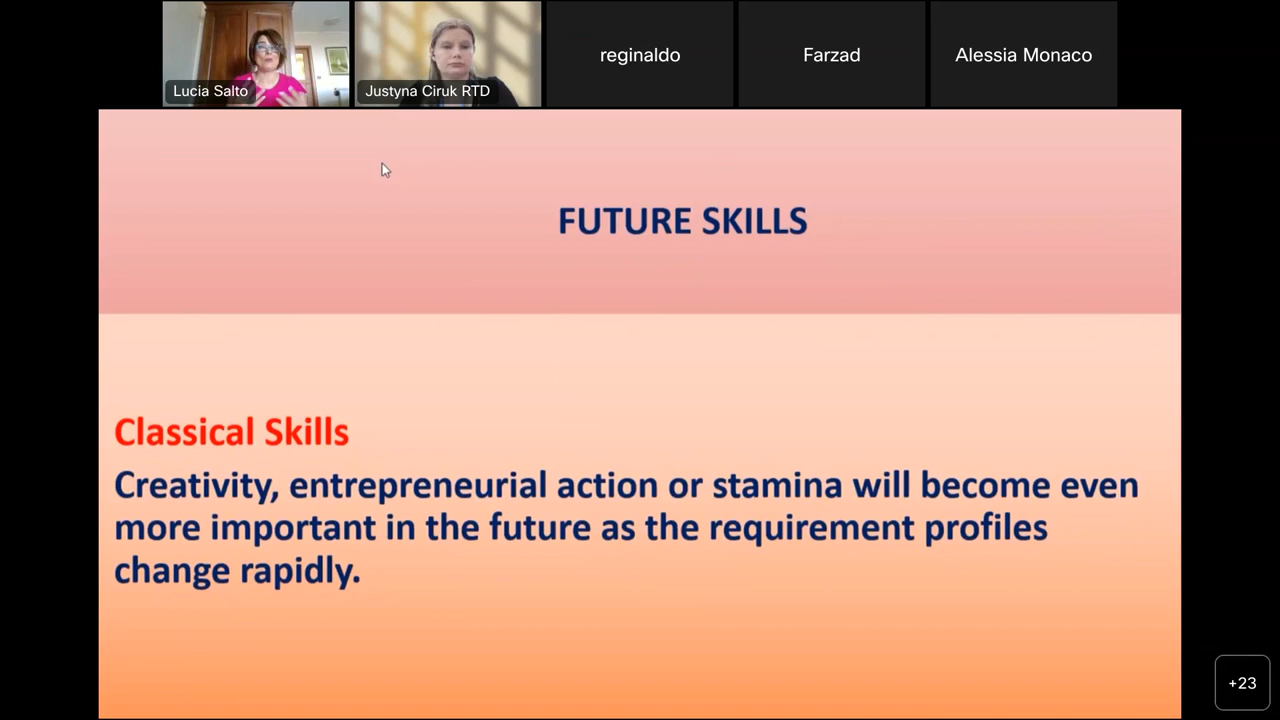 Lucia Salto
Justyna Ciruk RTD
reginaldo
Farzad
Alessia Monaco
FUTURE SKILLS
Classical Skills
Creativity, entrepreneurial action or stamina will become even
more important in the future as the requirement profiles
change rapidly.
+23